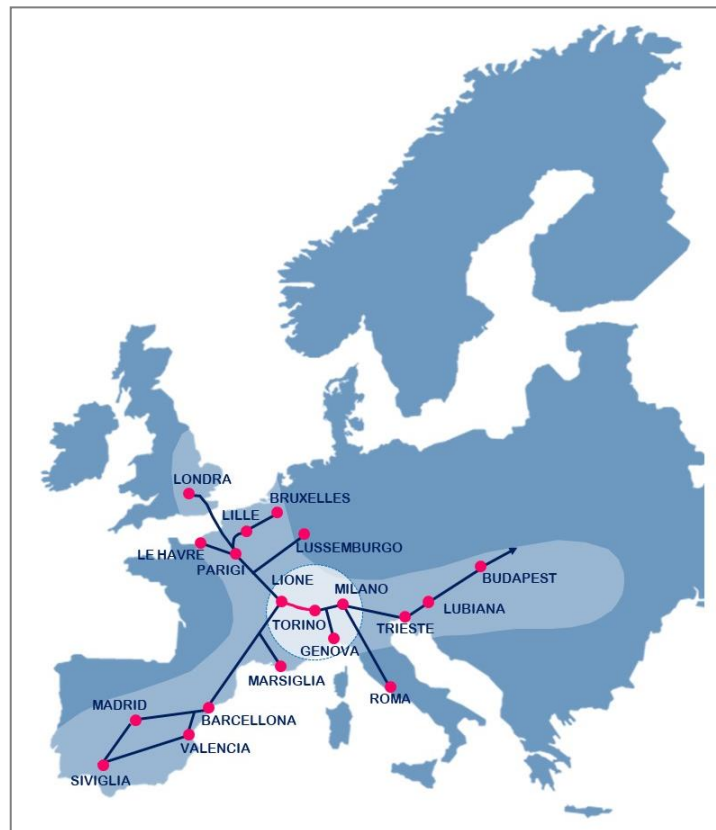 LONDRA
BRUXELLES
LILLE
LE HAVRE
PARIGI
LUSSEMBURGO
LIONE
MILANO
BUDAPEST
TORINO
TRIESTE
LUBIANA
GENOVA
MARSIGLIA
ROMA
MADRID
BARCELLONA
VALENCIA
SIVIGLIA